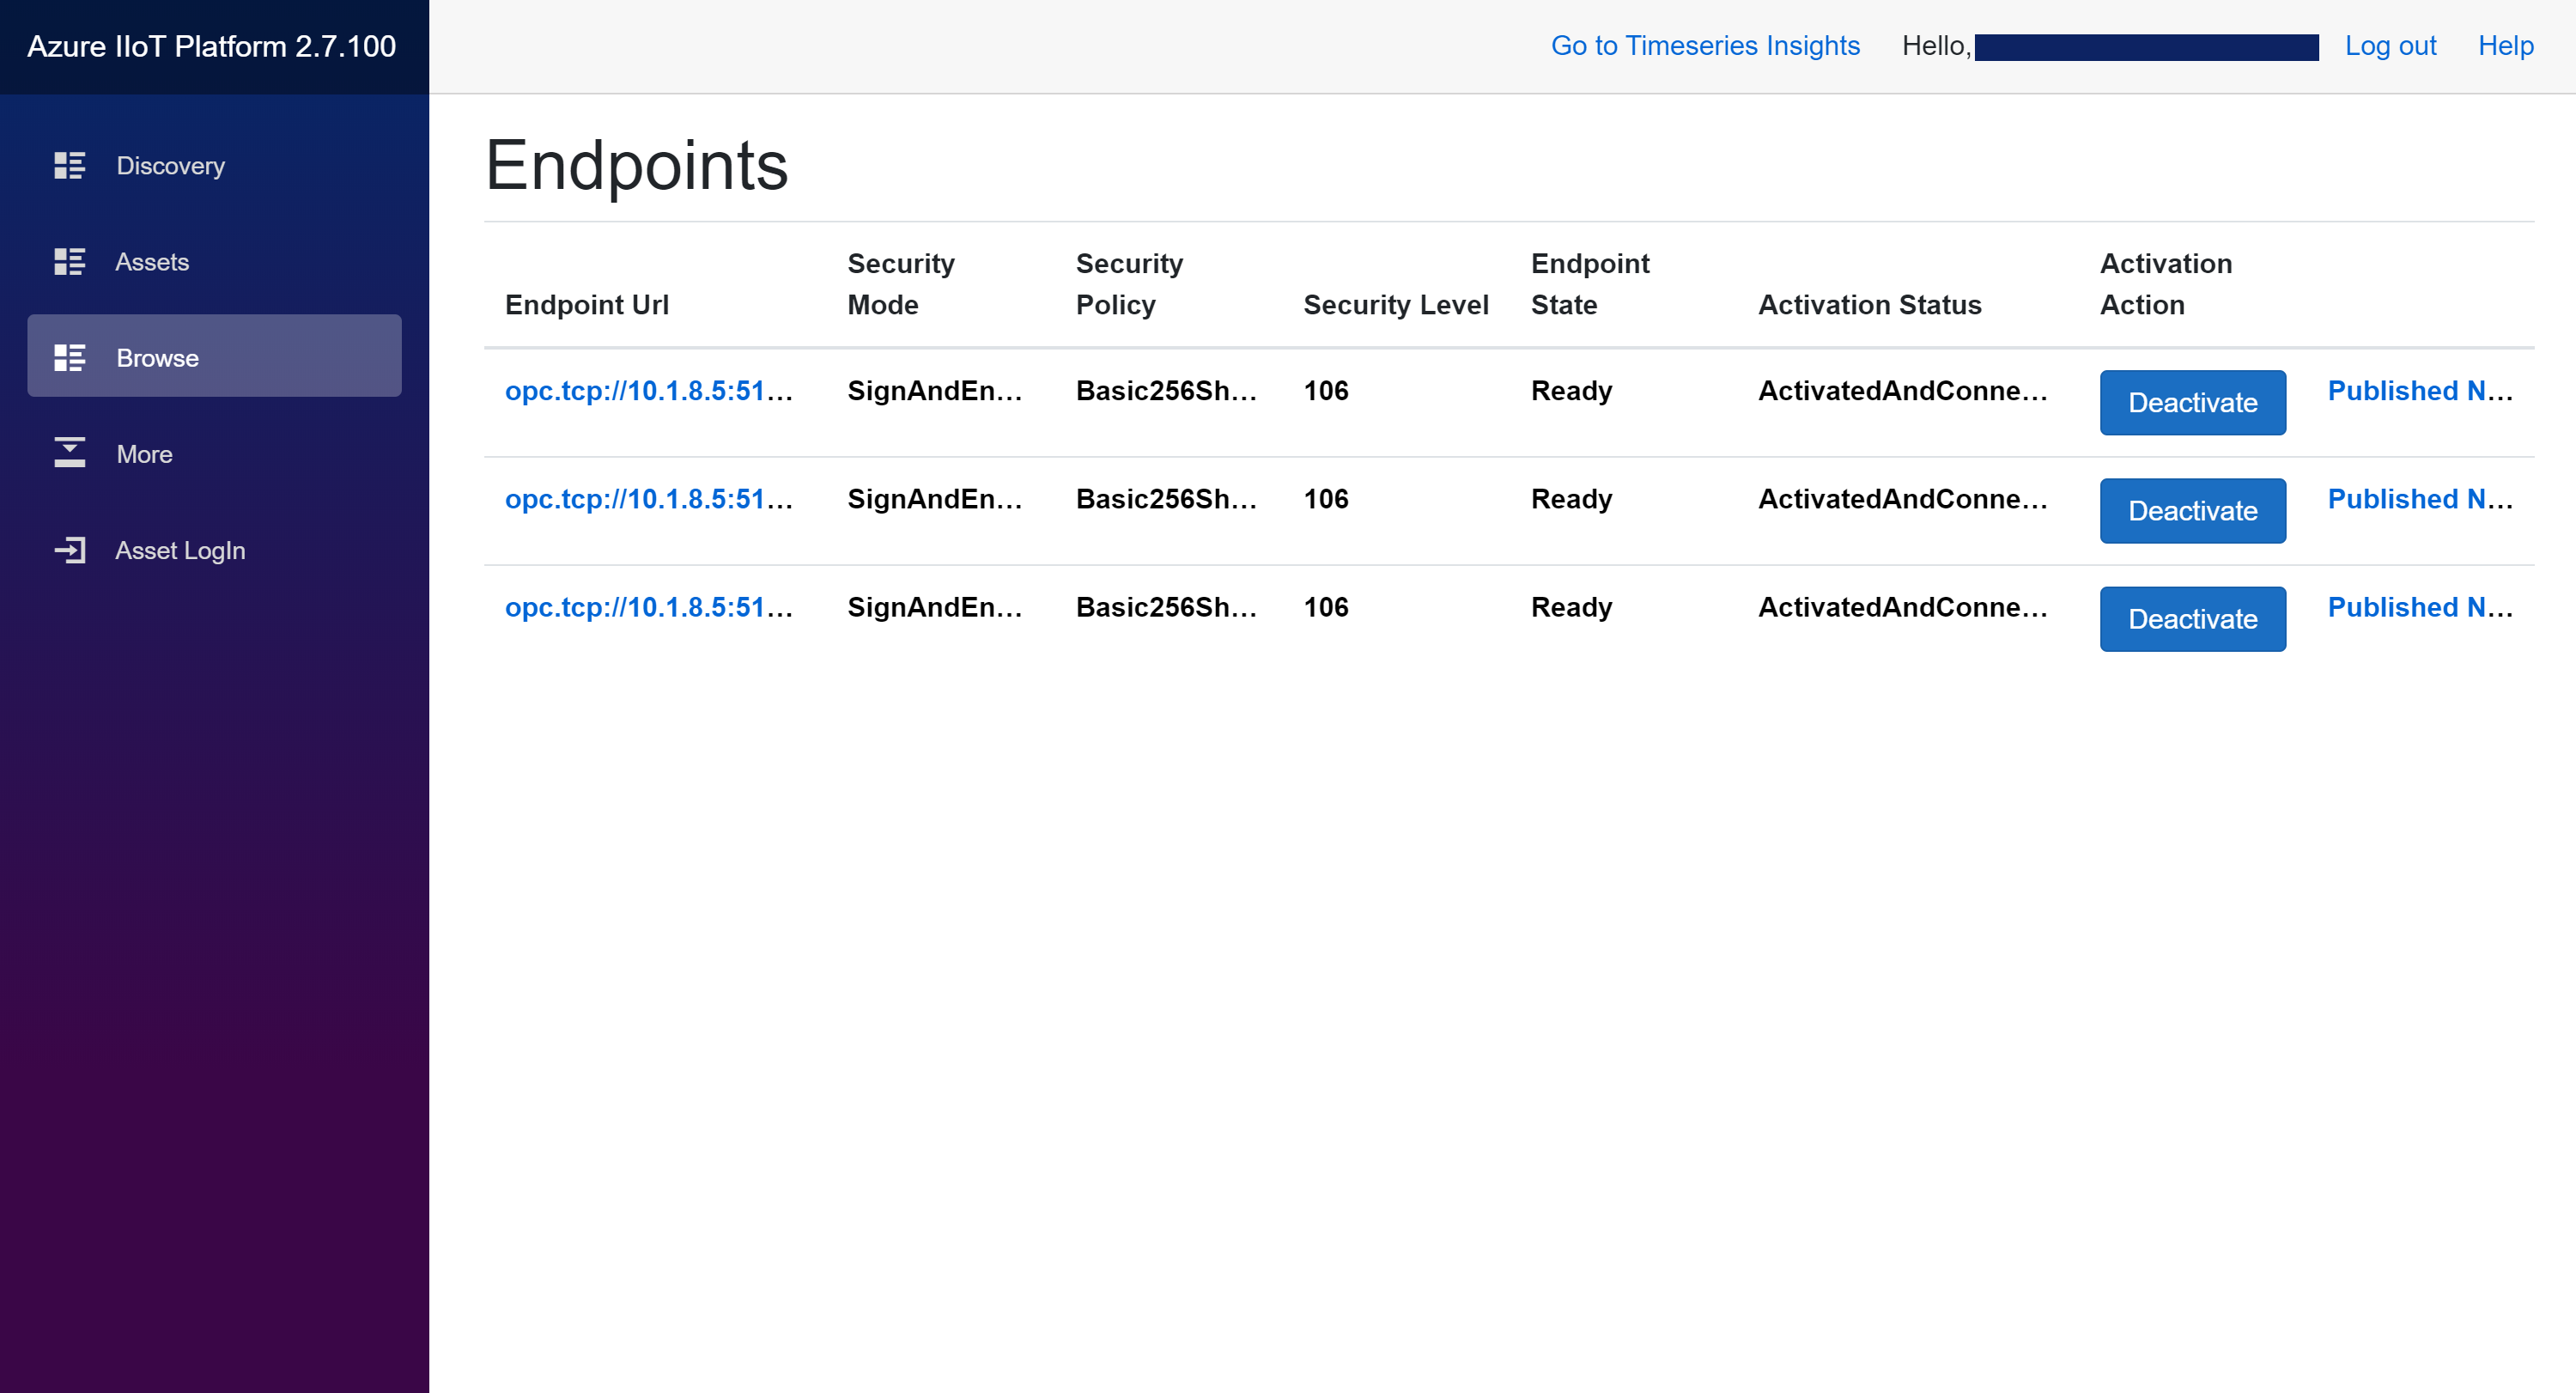 Azure IIoT Platform 2.7.100
Go to Timeseries Insights Hello, Log out Help
Discovery
Assets
Browse
More
Asset LogIn
Endpoints
Endpoint Url Security Mode Security Policy Security Level Endpoint State Activation Status Activation Action
opc.tcp://10.1.8.5:51... SignAndEn... Basic256Sh... 106 Ready ActivatedAndConne... Deactivate Published N...
opc.tcp://10.1.8.5:51... SignAndEn... Basic256Sh... 106 Ready ActivatedAndConne... Deactivate Published N...
opc.tcp://10.1.8.5:51... SignAndEn... Basic256Sh... 106 Ready ActivatedAndConne... Deactivate Published N...